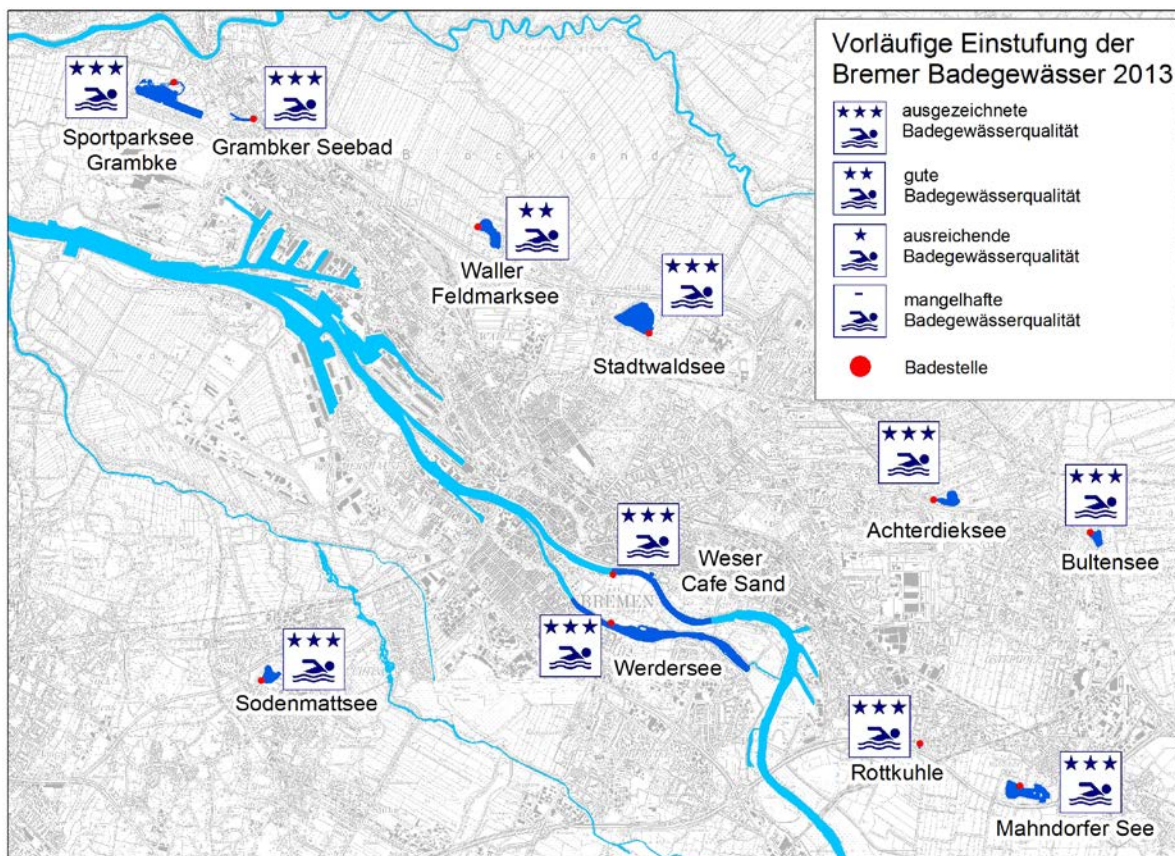 Vorläufige Einstufung der
Bremer Badegewässer 2013
ausgezeichnete
Badegewässerqualität
gute
Badegewässerqualität
ausreichende
Badegewässerqualität
mangelhafte
Badegewässerqualität
Badestelle
Sportparksee
Grambke
Grambker Seebad
Waller
Feldmarksee
Stadtwaldsee
Achterdieksee
Bultensee
Weser
Cafe Sand
BREMEN
Werdersee
Sodenmattsee
Rottkuhle
Mahndorfer See